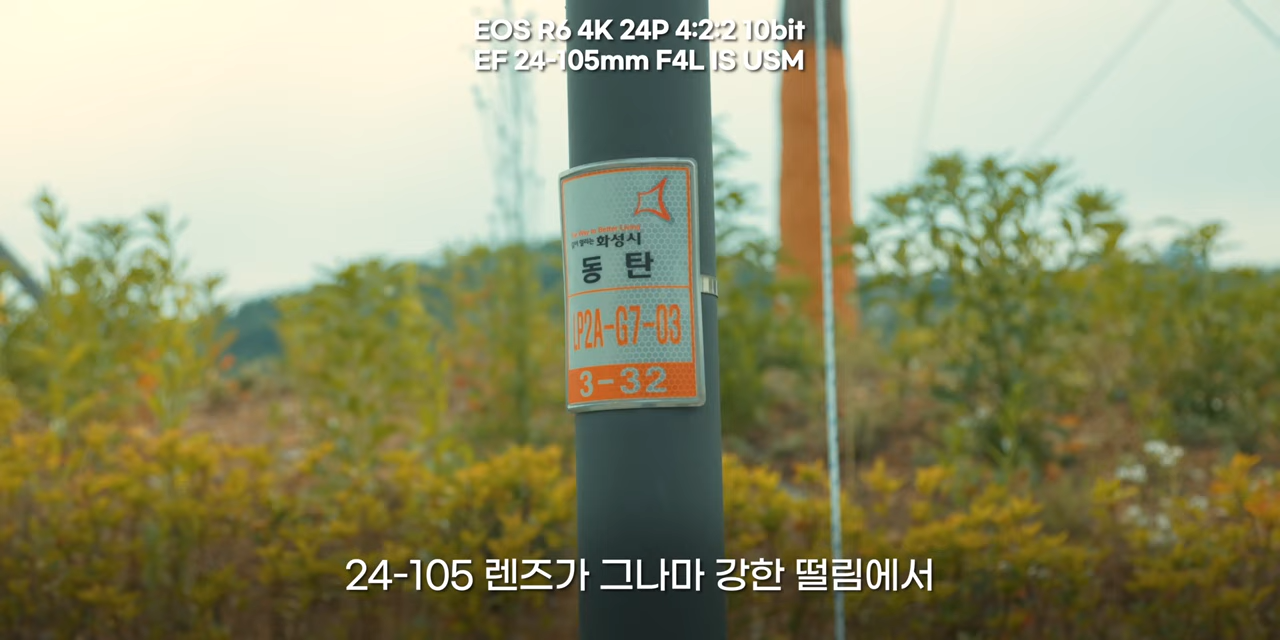 EOS R6 4K 24P 4:2:2 10bit
EF 24-105mm F4L IS USM
화성시
동 탄
LP2A-G7-03
3-32
24-105 렌즈가 그나마 강한 떨림에서